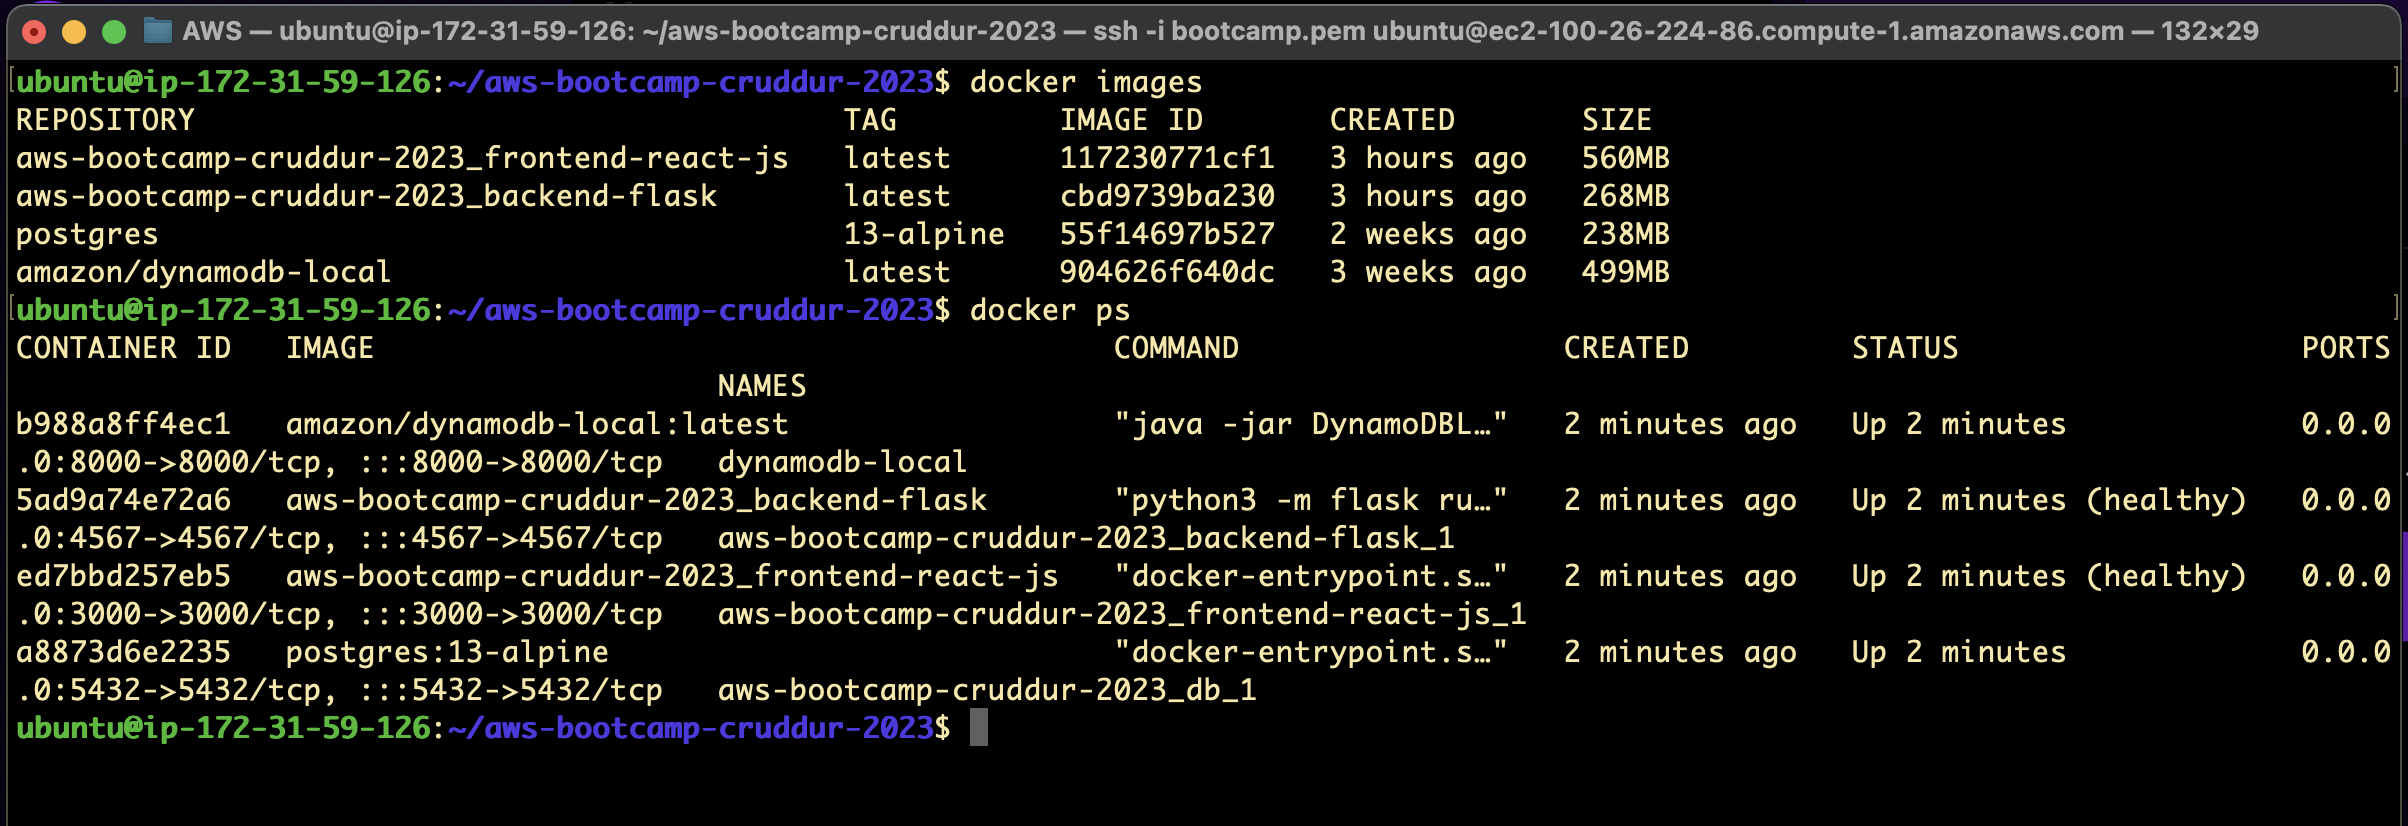 AWS — ubuntu@ip-172-31-59-126: ~/aws-bootcamp-cruddur-2023 — ssh -i bootcamp.pem ubuntu@ec2-100-26-224-86.compute-1.amazonaws.com — 132×29
[ubuntu@ip-172-31-59-126:~/aws-bootcamp-cruddur-2023$ docker images ]
REPOSITORY TAG IMAGE ID CREATED SIZE
aws-bootcamp-cruddur-2023_frontend-react-js latest 117230771cf1 3 hours ago 560MB
aws-bootcamp-cruddur-2023_backend-flask latest cbd9739ba230 3 hours ago 268MB
postgres 13-alpine 55f14697b527 2 weeks ago 238MB
amazon/dynamodb-local latest 904626f640dc 3 weeks ago 499MB
[ubuntu@ip-172-31-59-126:~/aws-bootcamp-cruddur-2023$ docker ps ]
CONTAINER ID IMAGE COMMAND CREATED STATUS PORTS
NAMES
b988a8ff4ec1 amazon/dynamodb-local:latest "java -jar DynamoDBL…" 2 minutes ago Up 2 minutes 0.0.0
.0:8000->8000/tcp, :::8000->8000/tcp dynamodb-local
5ad9a74e72a6 aws-bootcamp-cruddur-2023_backend-flask "python3 -m flask ru…" 2 minutes ago Up 2 minutes (healthy) 0.0.0
.0:4567->4567/tcp, :::4567->4567/tcp aws-bootcamp-cruddur-2023_backend-flask_1
ed7bbd257eb5 aws-bootcamp-cruddur-2023_frontend-react-js "docker-entrypoint.s…" 2 minutes ago Up 2 minutes (healthy) 0.0.0
.0:3000->3000/tcp, :::3000->3000/tcp aws-bootcamp-cruddur-2023_frontend-react-js_1
a8873d6e2235 postgres:13-alpine "docker-entrypoint.s…" 2 minutes ago Up 2 minutes 0.0.0
.0:5432->5432/tcp, :::5432->5432/tcp aws-bootcamp-cruddur-2023_db_1
ubuntu@ip-172-31-59-126:~/aws-bootcamp-cruddur-2023$